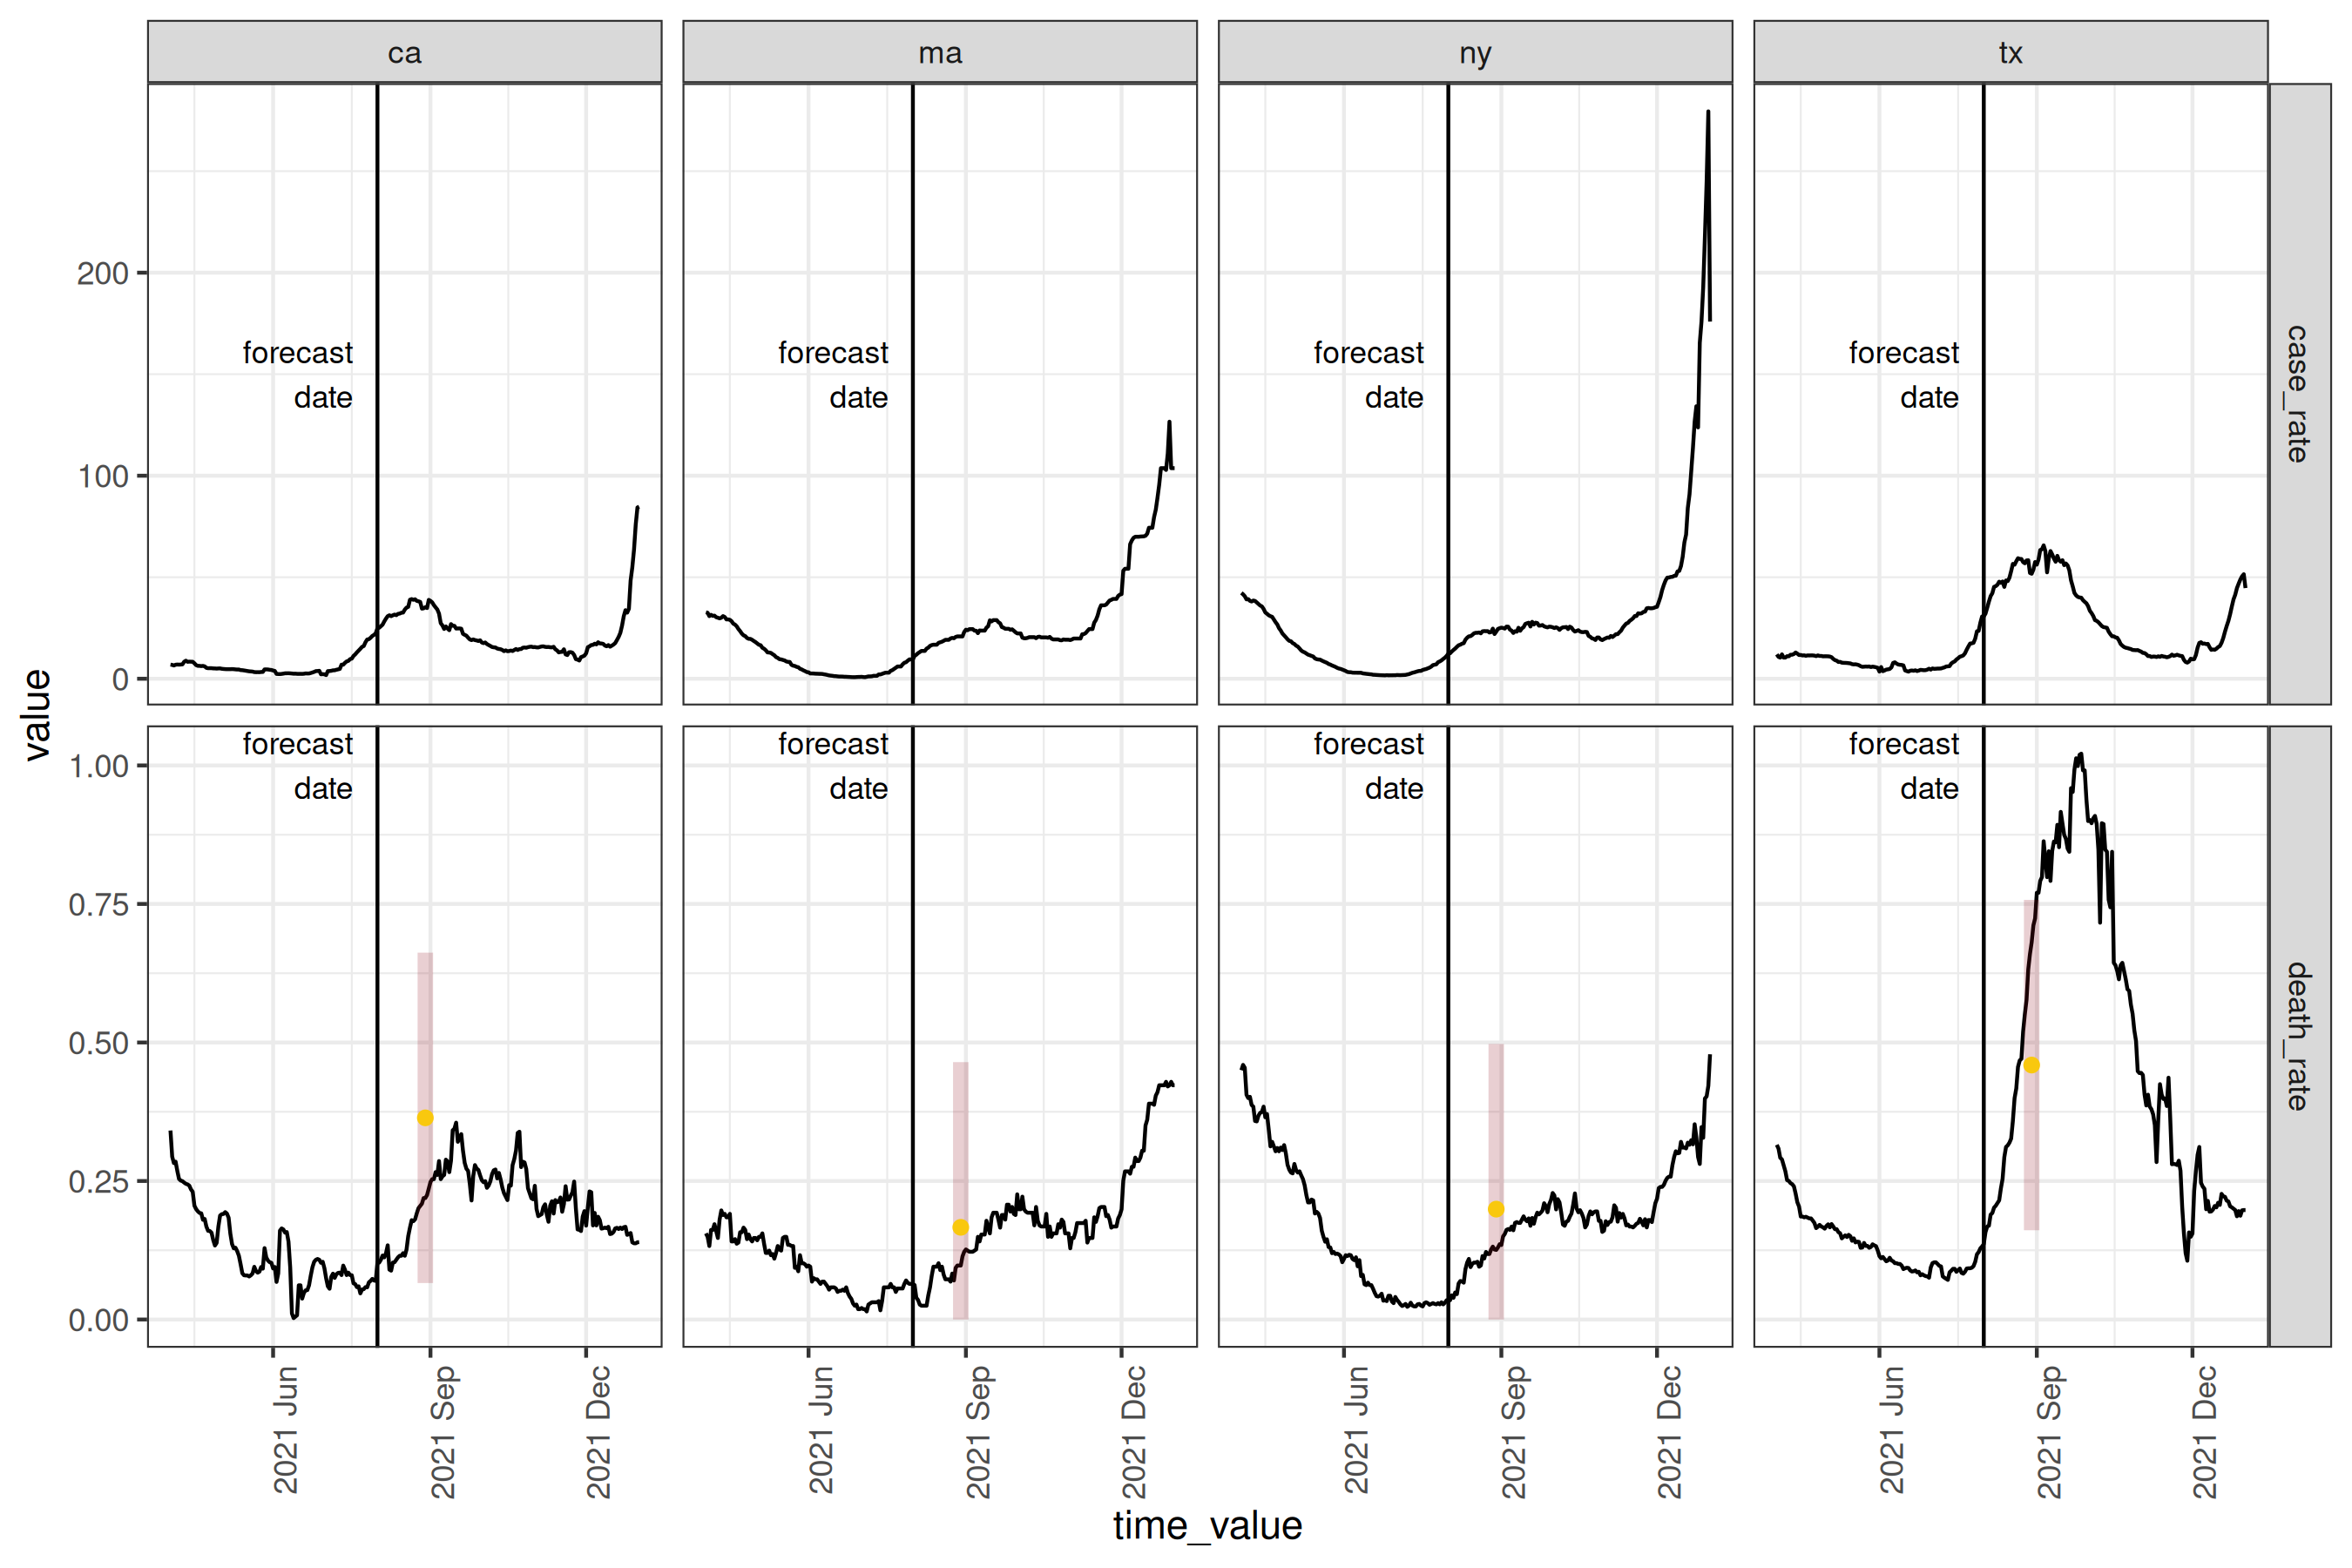 ca
ma
ny
tx
200
100
0
forecast
date
forecast
date
forecast
date
forecast
date
case_rate
value
1.00
0.75
0.50
0.25
0.00
forecast
date
forecast
date
forecast
date
forecast
date
death_rate
2021 Jun
2021 Sep
2021 Dec
2021 Jun
2021 Sep
2021 Dec
2021 Jun
2021 Sep
2021 Dec
2021 Jun
2021 Sep
2021 Dec
time_value